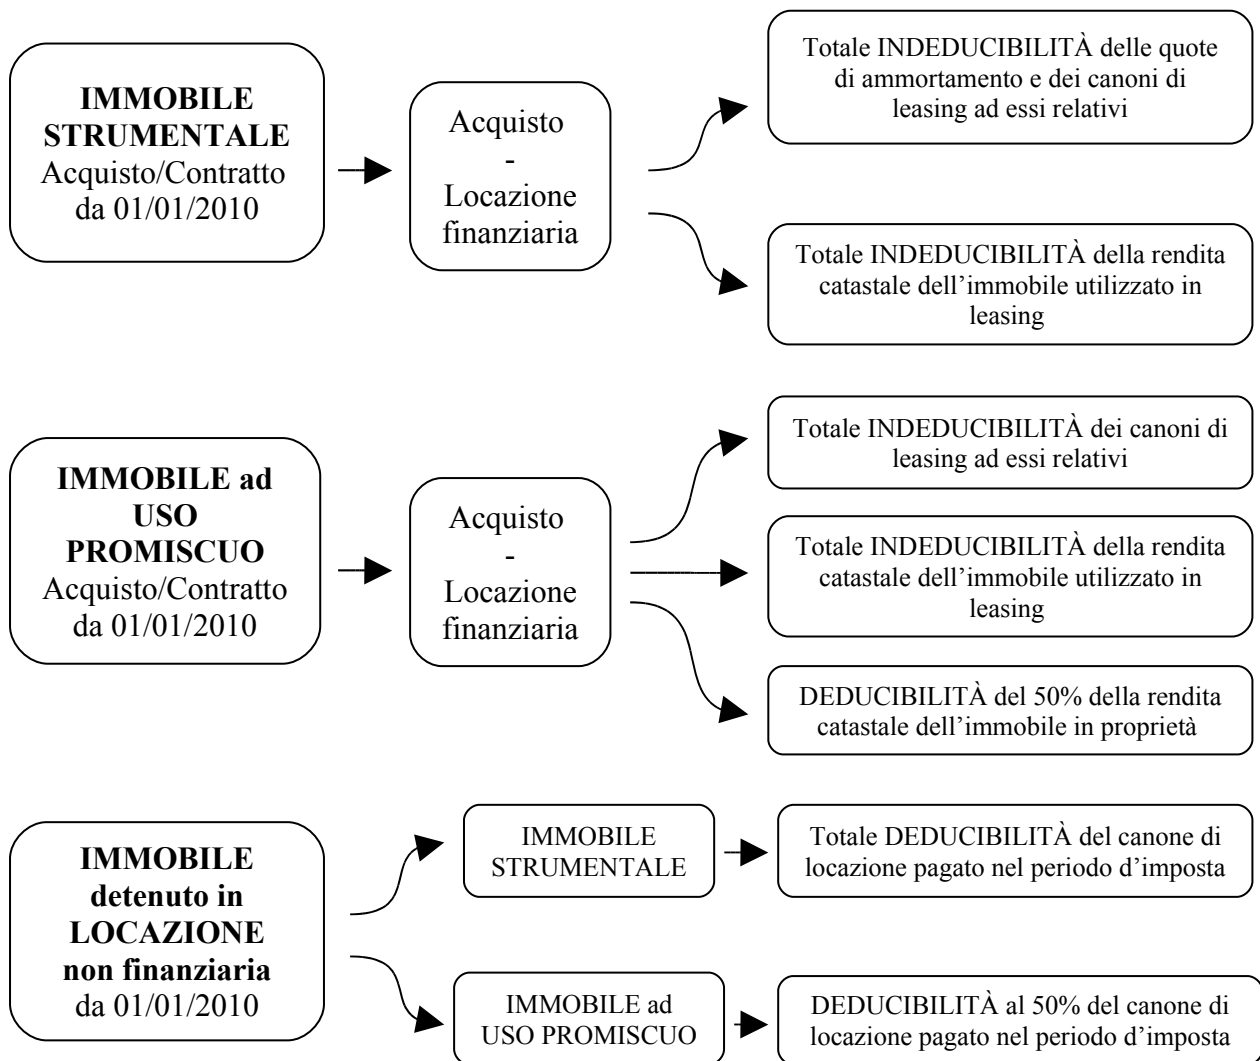 IMMOBILE
STRUMENTALE
Acquisto/Contratto
da 01/01/2010
Acquisto
-
Locazione
finanziaria
Totale INDEDUCIBILITÀ delle quote
di ammortamento e dei canoni di
leasing ad essi relativi
Totale INDEDUCIBILITÀ della rendita
catastale dell’immobile utilizzato in
leasing
IMMOBILE ad
USO
PROMISCUO
Acquisto/Contratto
da 01/01/2010
Acquisto
-
Locazione
finanziaria
Totale INDEDUCIBILITÀ dei canoni di
leasing ad essi relativi
Totale INDEDUCIBILITÀ della rendita
catastale dell’immobile utilizzato in
leasing
DEDUCIBILITÀ del 50% della rendita
catastale dell’immobile in proprietà
IMMOBILE
detenuto in
LOCAZIONE
non finanziaria
da 01/01/2010
IMMOBILE
STRUMENTALE
Totale DEDUCIBILITÀ del canone di
locazione pagato nel periodo d’imposta
IMMOBILE ad
USO PROMISCUO
DEDUCIBILITÀ al 50% del canone di
locazione pagato nel periodo d’imposta